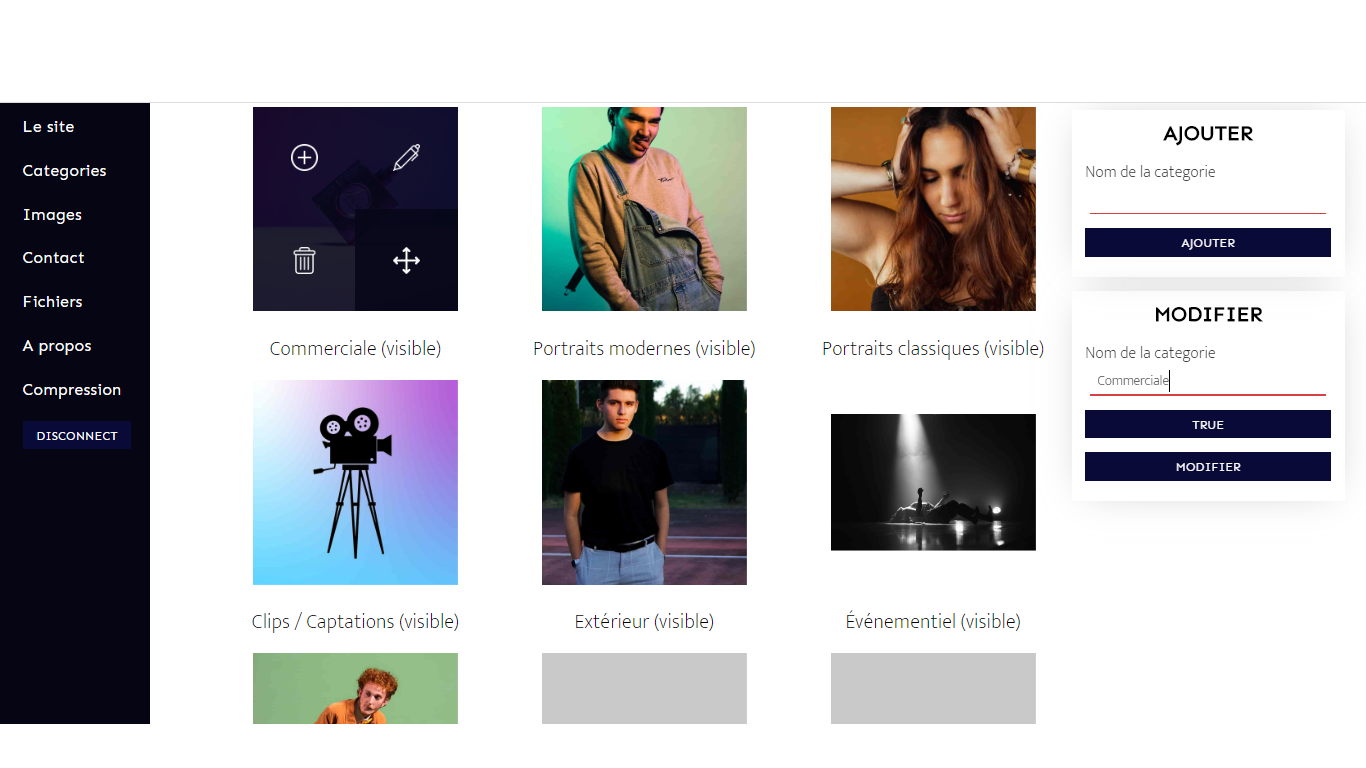 Le site
Categories
Images
Contact
Fichiers
A propos
Compression
DISCONNECT
Commerciale (visible)
Portraits modernes (visible)
Portraits classiques (visible)
Clips / Captations (visible)
Extérieur (visible)
Événementiel (visible)
AJOUTER
Nom de la categorie
AJOUTER
MODIFIER
Nom de la categorie
Commerciale
TRUE
MODIFIER